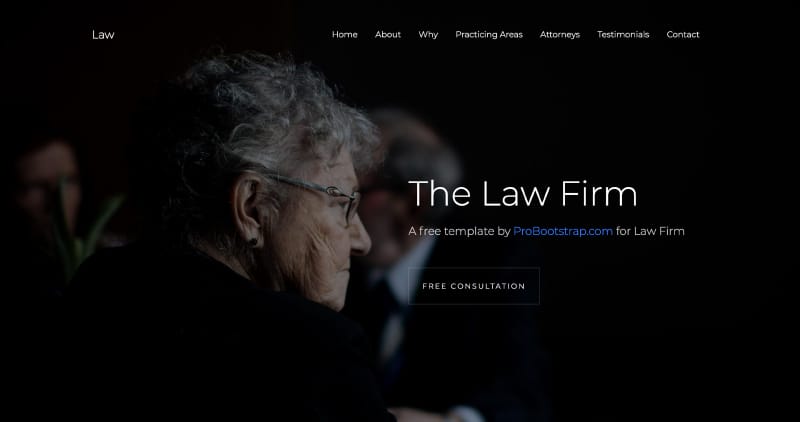 Law
Home About Why Practicing Areas Attorneys Testimonials Contact
The Law Firm
A free template by ProBootstrap.com for Law Firm
FREE CONSULTATION